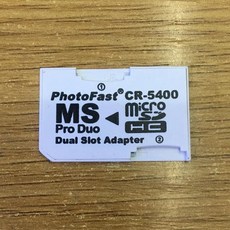 ①
PhotoFast® CR-5400
MS ◄ micro SD HC
Pro Duo
Dual Slot Adapter
②